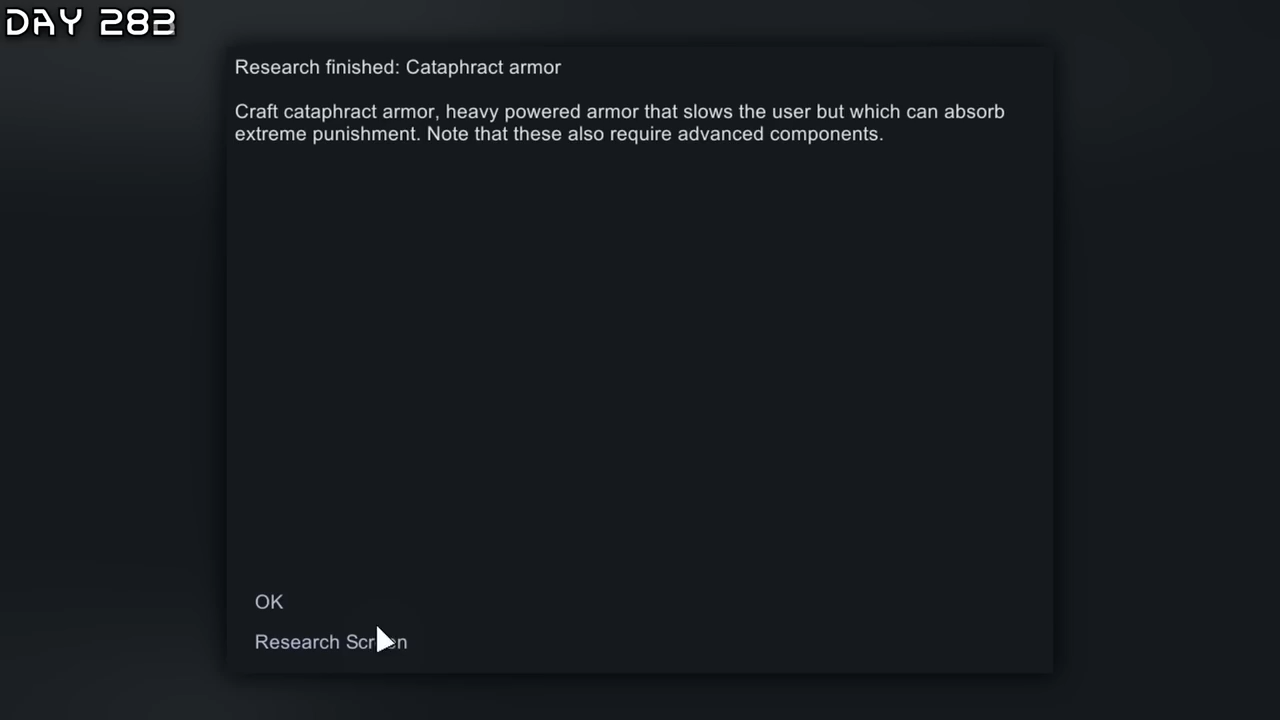 DAY 283
Research finished: Cataphract armor
Craft cataphract armor, heavy powered armor that slows the user but which can absorb
extreme punishment. Note that these also require advanced components.
OK
Research Screen